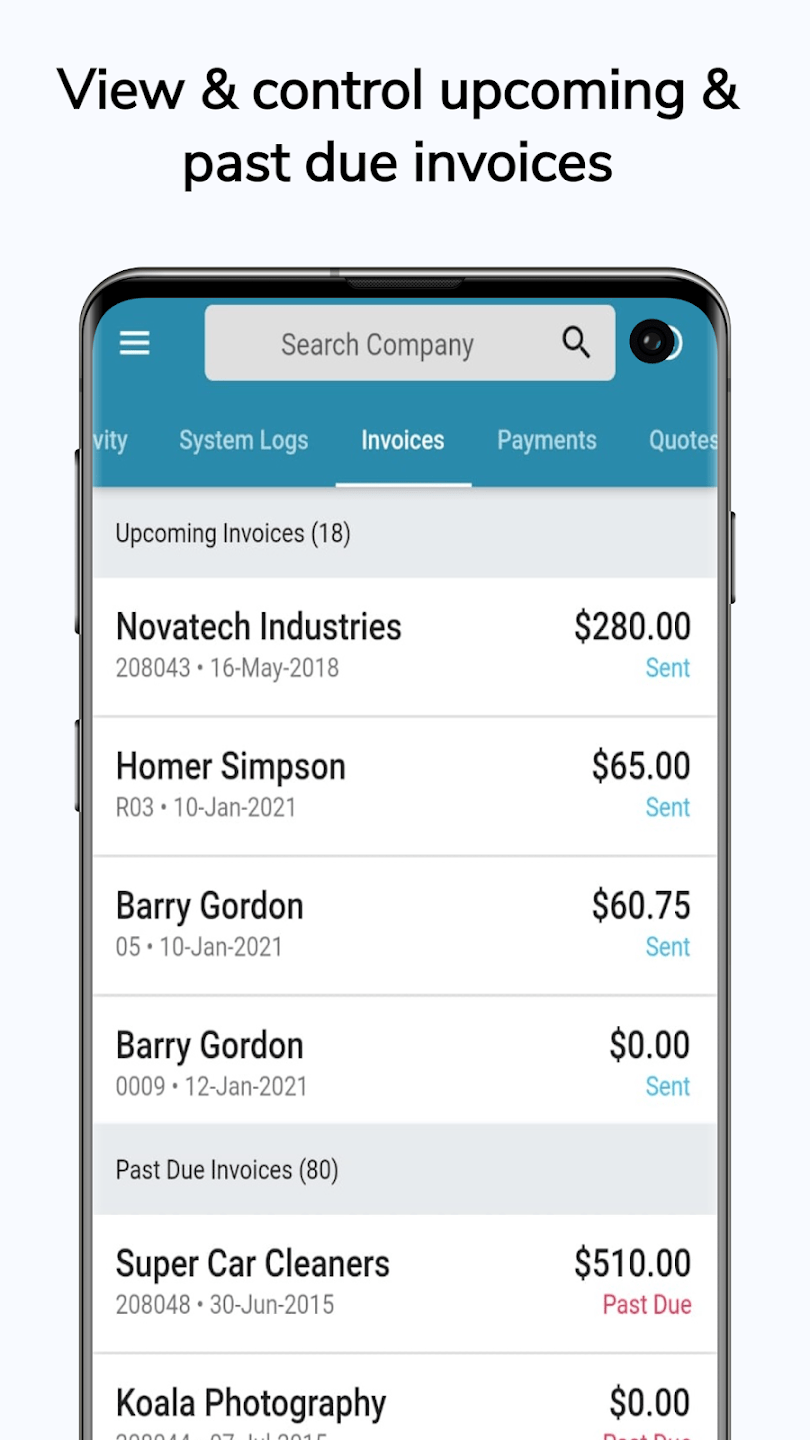 View & control upcoming &
past due invoices
Search Company
vity System Logs Invoices Payments Quotes
Upcoming Invoices (18)
Novatech Industries $280.00
208043 • 16-May-2018 Sent
Homer Simpson $65.00
R03 • 10-Jan-2021 Sent
Barry Gordon $60.75
05 • 10-Jan-2021 Sent
Barry Gordon $0.00
0009 • 12-Jan-2021 Sent
Past Due Invoices (80)
Super Car Cleaners $510.00
208048 • 30-Jun-2015 Past Due
Koala Photography $0.00
Past Due